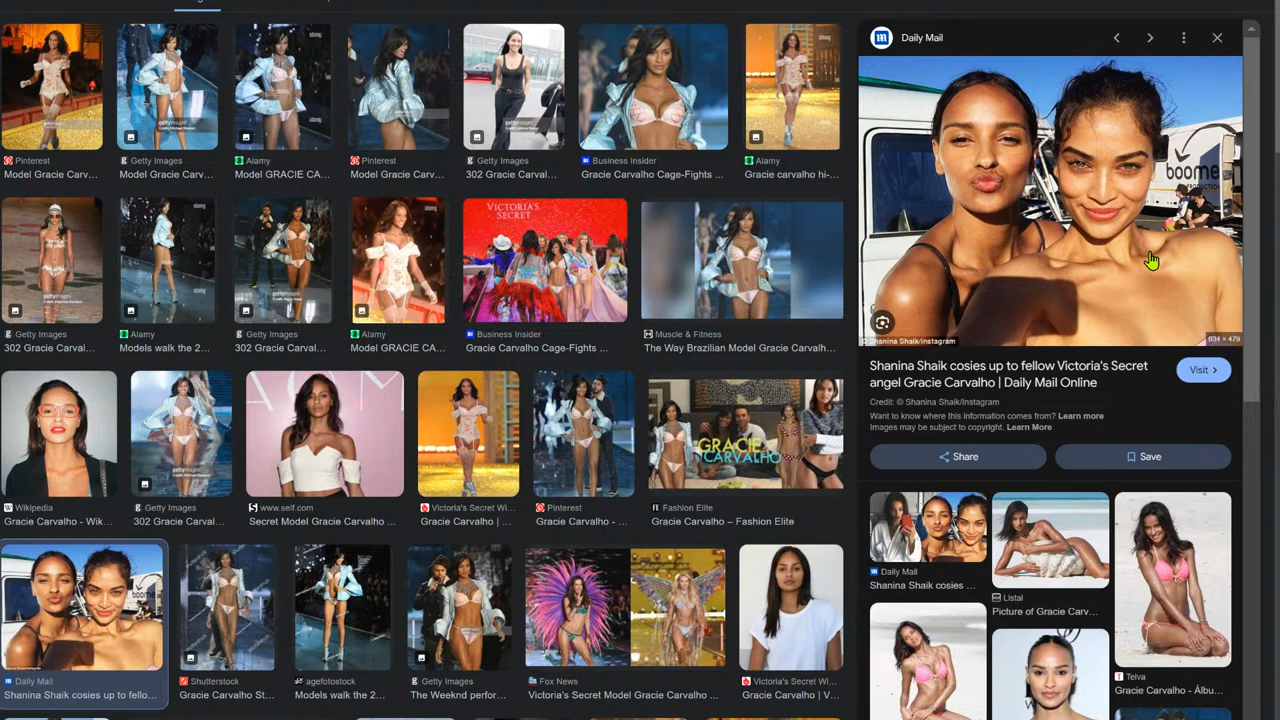 Pinterest
Model Gracie Carv...
Getty Images
Model Gracie Carv...
Alamy
Model GRACIE CA...
Pinterest
Model Gracie Carv...
Getty Images
302 Gracie Carval...
Business Insider
Gracie Carvalho Cage-Fights ...
Alamy
Gracie carvalho hi-...
VICTORIA'S
SECRET
Getty Images
302 Gracie Carval...
Alamy
Models walk the 2...
Getty Images
302 Gracie Carval...
Alamy
Model GRACIE CA...
Business Insider
Gracie Carvalho Cage-Fights ...
Muscle & Fitness
The Way Brazilian Model Gracie Carvalh...
GRACIE
CARVALHO
Wikipedia
Gracie Carvalho - Wik...
Getty Images
302 Gracie Carval...
www.self.com
Secret Model Gracie Carvalho ...
Victoria's Secret Wi...
Gracie Carvalho | ...
Pinterest
Gracie Carvalho - ...
Fashion Elite
Gracie Carvalho – Fashion Elite
Daily Mail
Shanina Shaik cosies up to fello...
Shutterstock
Gracie Carvalho St...
agefotostock
Models walk the 2...
Getty Images
The Weeknd perfor...
Fox News
Victoria's Secret Model Gracie Carvalho ...
Victoria's Secret Wi...
Gracie Carvalho | V...
Daily Mail
boome
© Shanina Shaik/Instagram
634 × 479
Shanina Shaik cosies up to fellow Victoria's Secret
angel Gracie Carvalho | Daily Mail Online
Visit
Credit: © Shanina Shaik/Instagram
Want to know where this information comes from? Learn more
Images may be subject to copyright. Learn More
Share
Save
Daily Mail
Shanina Shaik cosies ...
Listal
Picture of Gracie Carv...
Telva
Gracie Carvalho - Álbu...